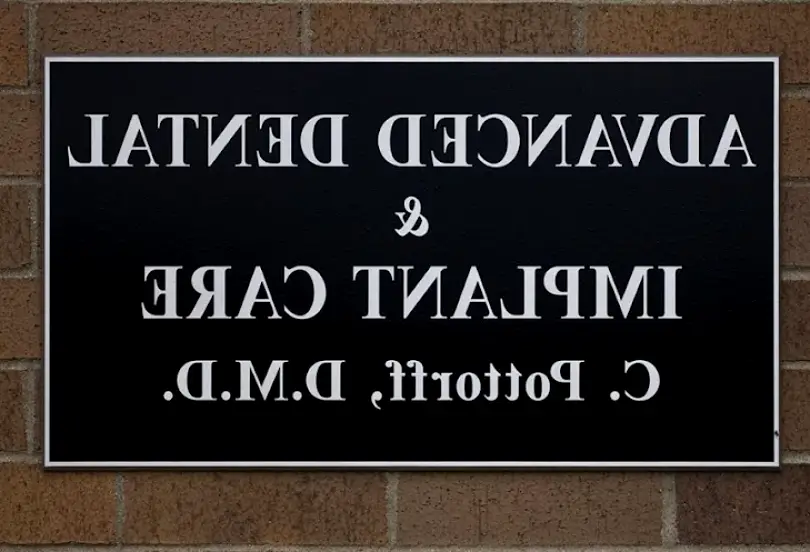 ADVANCED DENTAL
&
IMPLANT CARE
C. Pottorff, D.M.D.